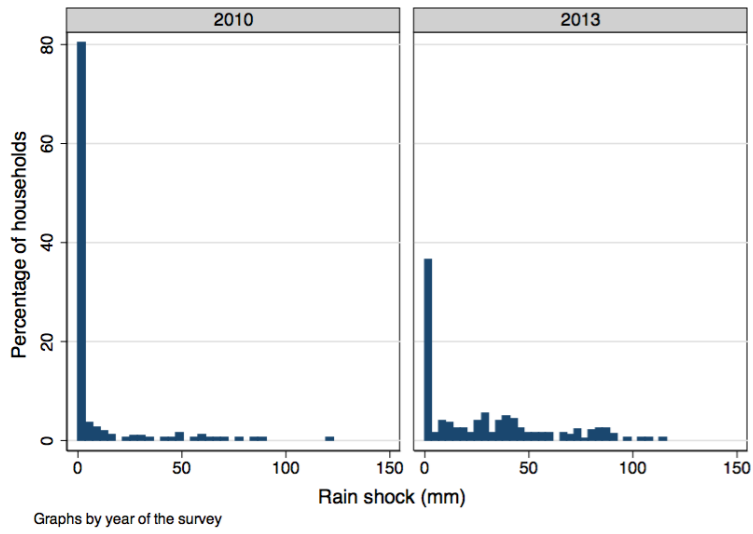 2010
2013
Percentage of households
80
60
40
20
0
0 50 100 150
0 50 100 150
Rain shock (mm)
Graphs by year of the survey